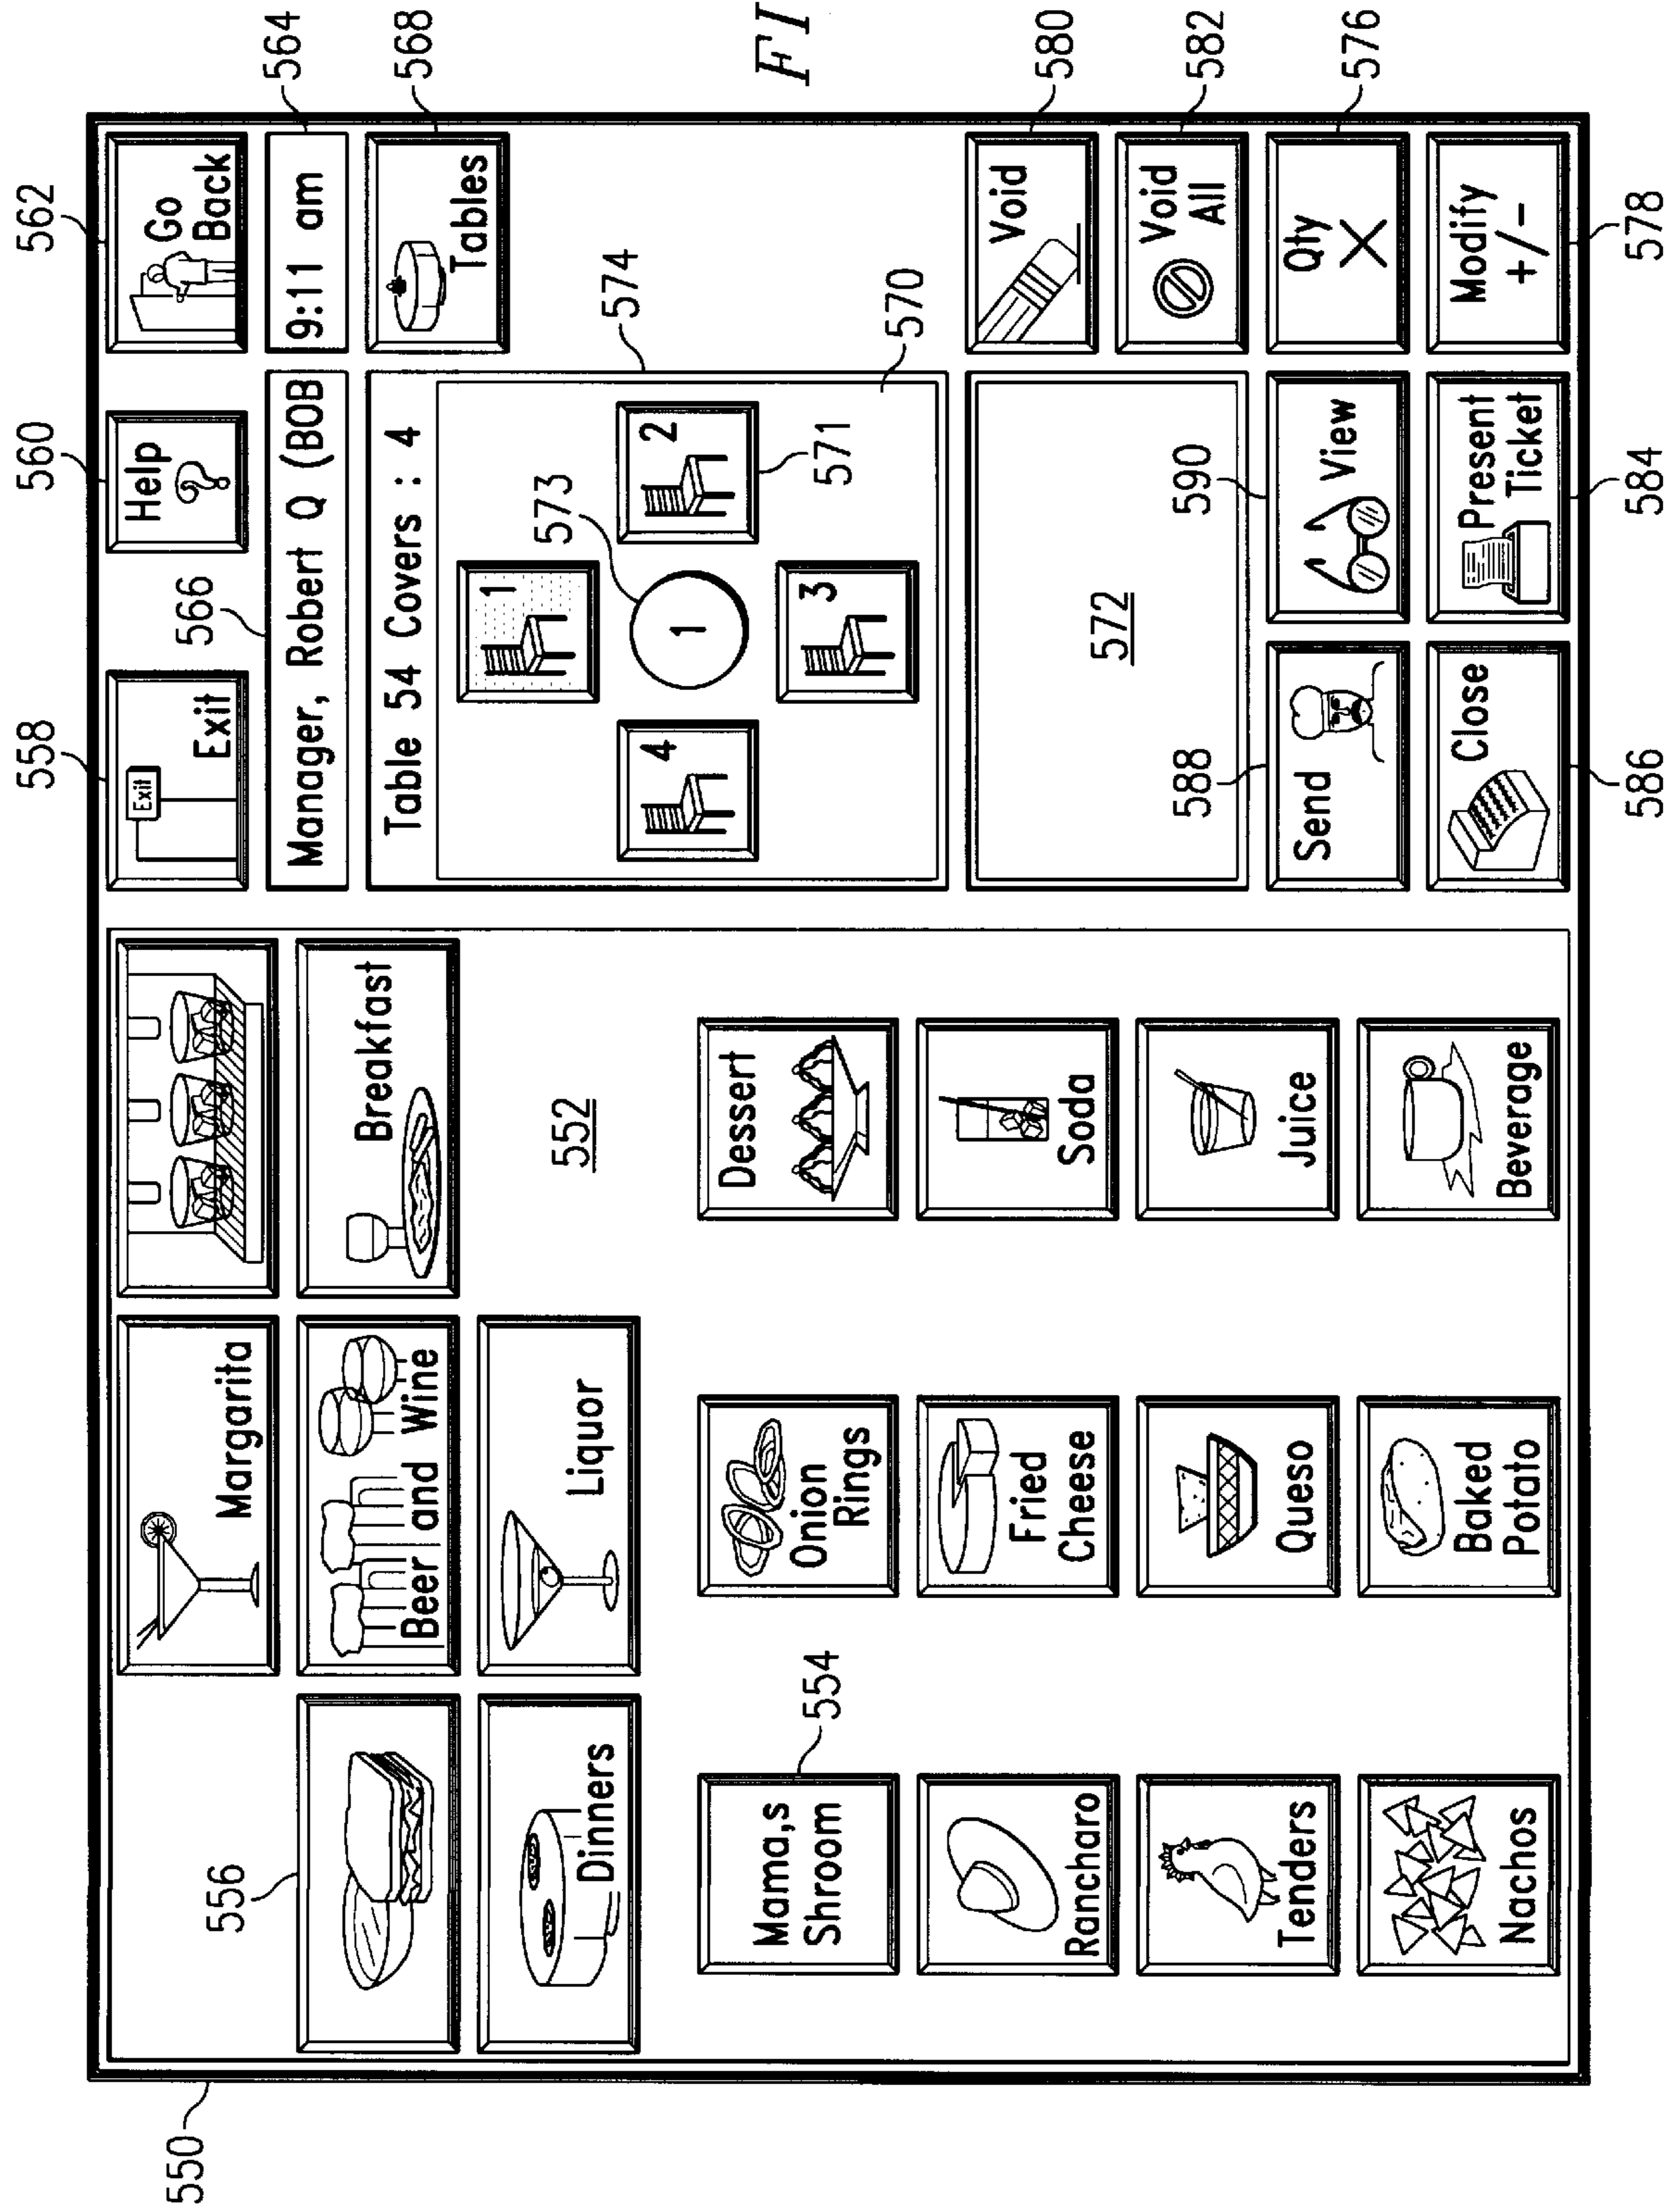 550
556
558
560
562
Margarita
Exit
Exit
Help
?
Go
Back
564
566
Manager, Robert Q (BOB
9:11 am
Beer and Wine
Breakfast
568
Table 54 Covers : 4
Tables
Dinners
Liquor
552
573
574
1
4
1
2
571
3
570
FI
554
Mama,s
Shroom
Onion
Rings
Dessert
Rancharo
Fried
Cheese
Soda
572
Void
580
Void
All
582
Tenders
Queso
Juice
588
590
Send
View
Qty
X
576
Nachos
Baked
Potato
Beverage
Close
Present
Ticket
Modify
+/-
586
584
578